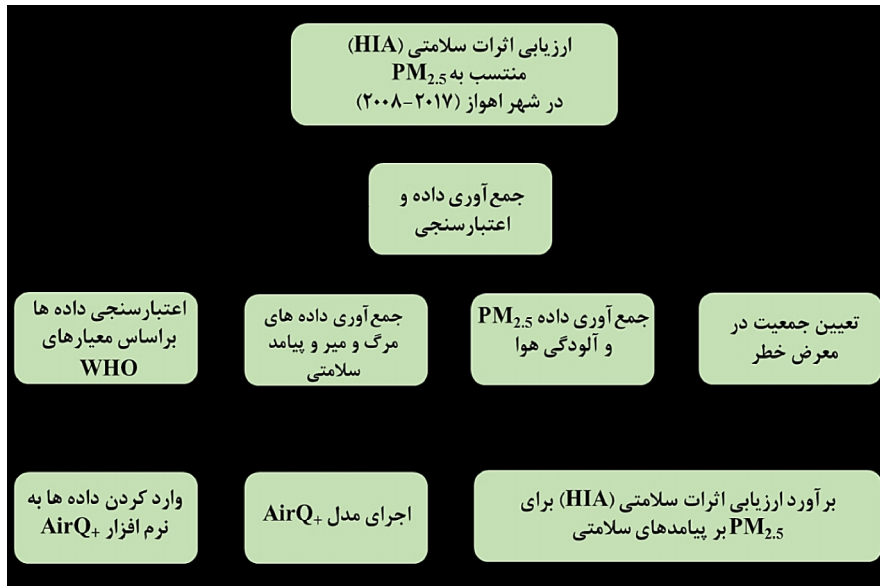 ارزیابی اثرات سلامتی (HIA)
منتسب به PM2.5
در شهر اهواز (۲۰۱۷-۲۰۰۸)
جمع‌آوری داده و
اعتبارسنجی
تعیین جمعیت در
معرض خطر
جمع‌آوری داده PM2.5
و آلودگی هوا
جمع‌آوری داده های
مرگ و میر و پیامد
سلامتی
اعتبارسنجی داده ها
براساس معیارهای
WHO
وارد کردن داده ها به
نرم افزار AirQ+
اجرای مدل AirQ+
برآورد ارزیابی اثرات سلامتی (HIA) برای
PM2.5 بر پیامدهای سلامتی